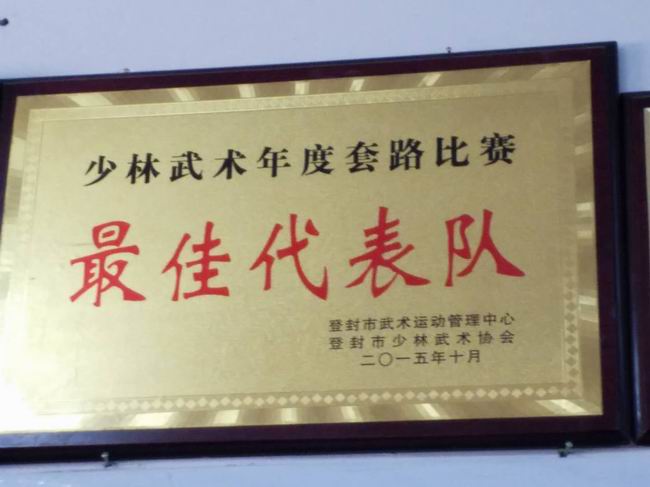 少林武术年度套路比赛
最佳代表队
登封市武术运动管理中心
登封市少林武术协会
二〇一五年十月